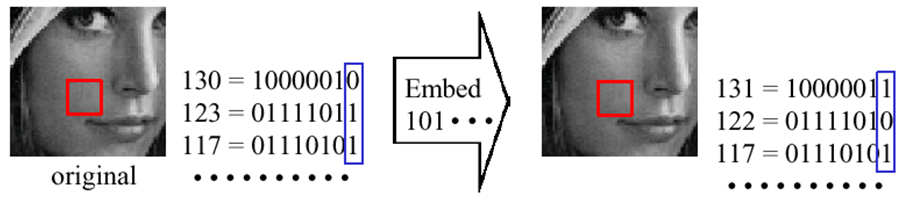 130 = 10000010
123 = 01111011
117 = 01110101
• • • • • • • • • •
original
Embed
101 • • •
131 = 10000011
122 = 01111010
117 = 01110101
• • • • • • • • • •